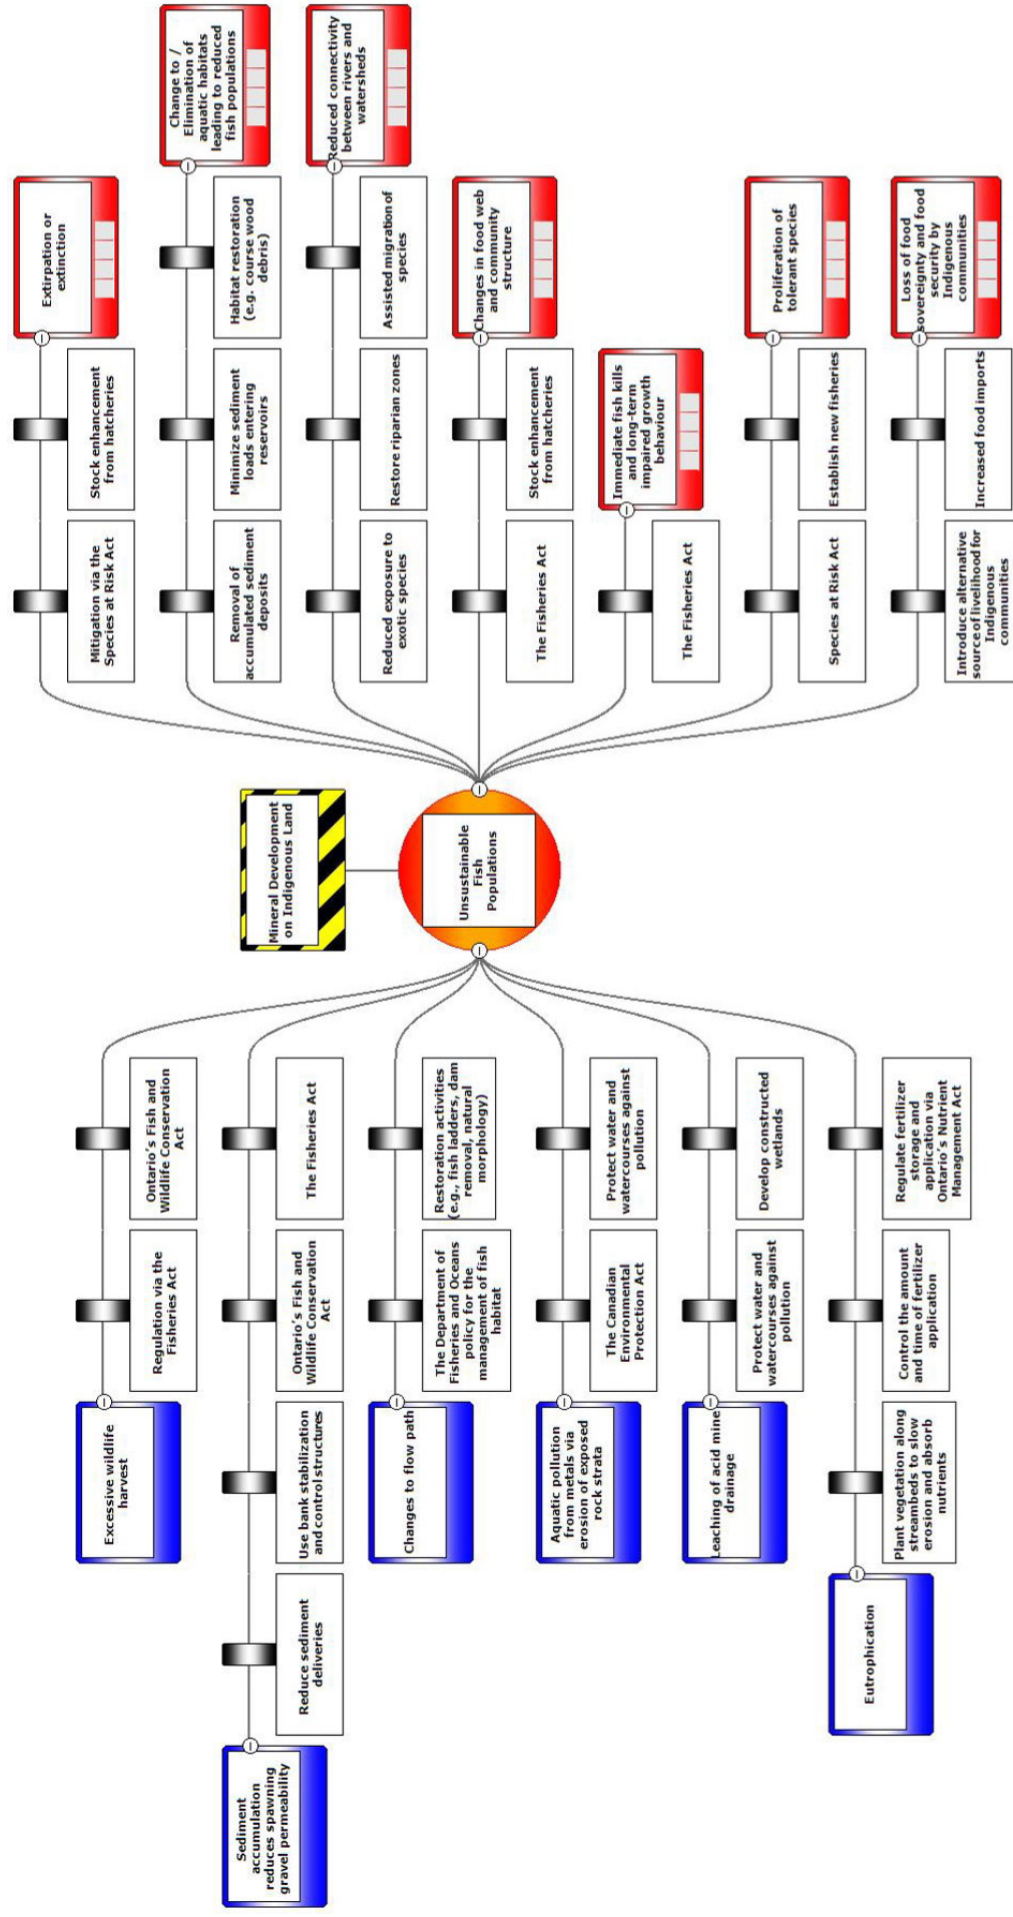 Excessive wildlife
harvest
Regulation via the
Fisheries Act
Ontario's Fish and
Wildlife Conservation
Act
Sediment
accumulation
reduces spawning
gravel permeability
Reduce sediment
deliveries
Use bank stabilization
and control structures
Ontario's Fish and
Wildlife Conservation
Act
The Fisheries Act
Changes to flow path
The Department of
Fisheries and Oceans
policy for the
management of fish
habitat
Restoration activities
(e.g., fish ladders, dam
removal, natural
morphology)
Aquatic pollution
from metals via
erosion of exposed
rock strata
The Canadian
Environmental
Protection Act
Protect water and
watercourses against
pollution
Leaching of acid mine
drainage
Protect water and
watercourses against
pollution
Develop constructed
wetlands
Eutrophication
Plant vegetation along
streambeds to slow
erosion and absorb
nutrients
Control the amount
and time of fertilizer
application
Regulate fertilizer
storage and
application via
Ontario's Nutrient
Management Act
Mineral Development
on Indigenous Land
Unsustainable
Fish
Populations
Mitigation via the
Species at Risk Act
Stock enhancement
from hatcheries
Extirpation or
extinction
Removal of
accumulated sediment
deposits
Minimize sediment
loads entering
reservoirs
Habitat restoration
(e.g. course wood
debris)
Change to /
Elimination of
aquatic habitats
leading to reduced
fish populations
Reduced exposure to
exotic species
Restore riparian zones
Assisted migration of
species
Reduced connectivity
between rivers and
watersheds
The Fisheries Act
Stock enhancement
from hatcheries
Changes in food web
and community
structure
The Fisheries Act
Immediate fish kills
and long-term
impaired growth
behaviour
Species at Risk Act
Establish new fisheries
Proliferation of
tolerant species
Introduce alternative
source of livelihood for
Indigenous
communities
Increased food imports
Loss of food
sovereignty and food
security by
Indigenous
communities